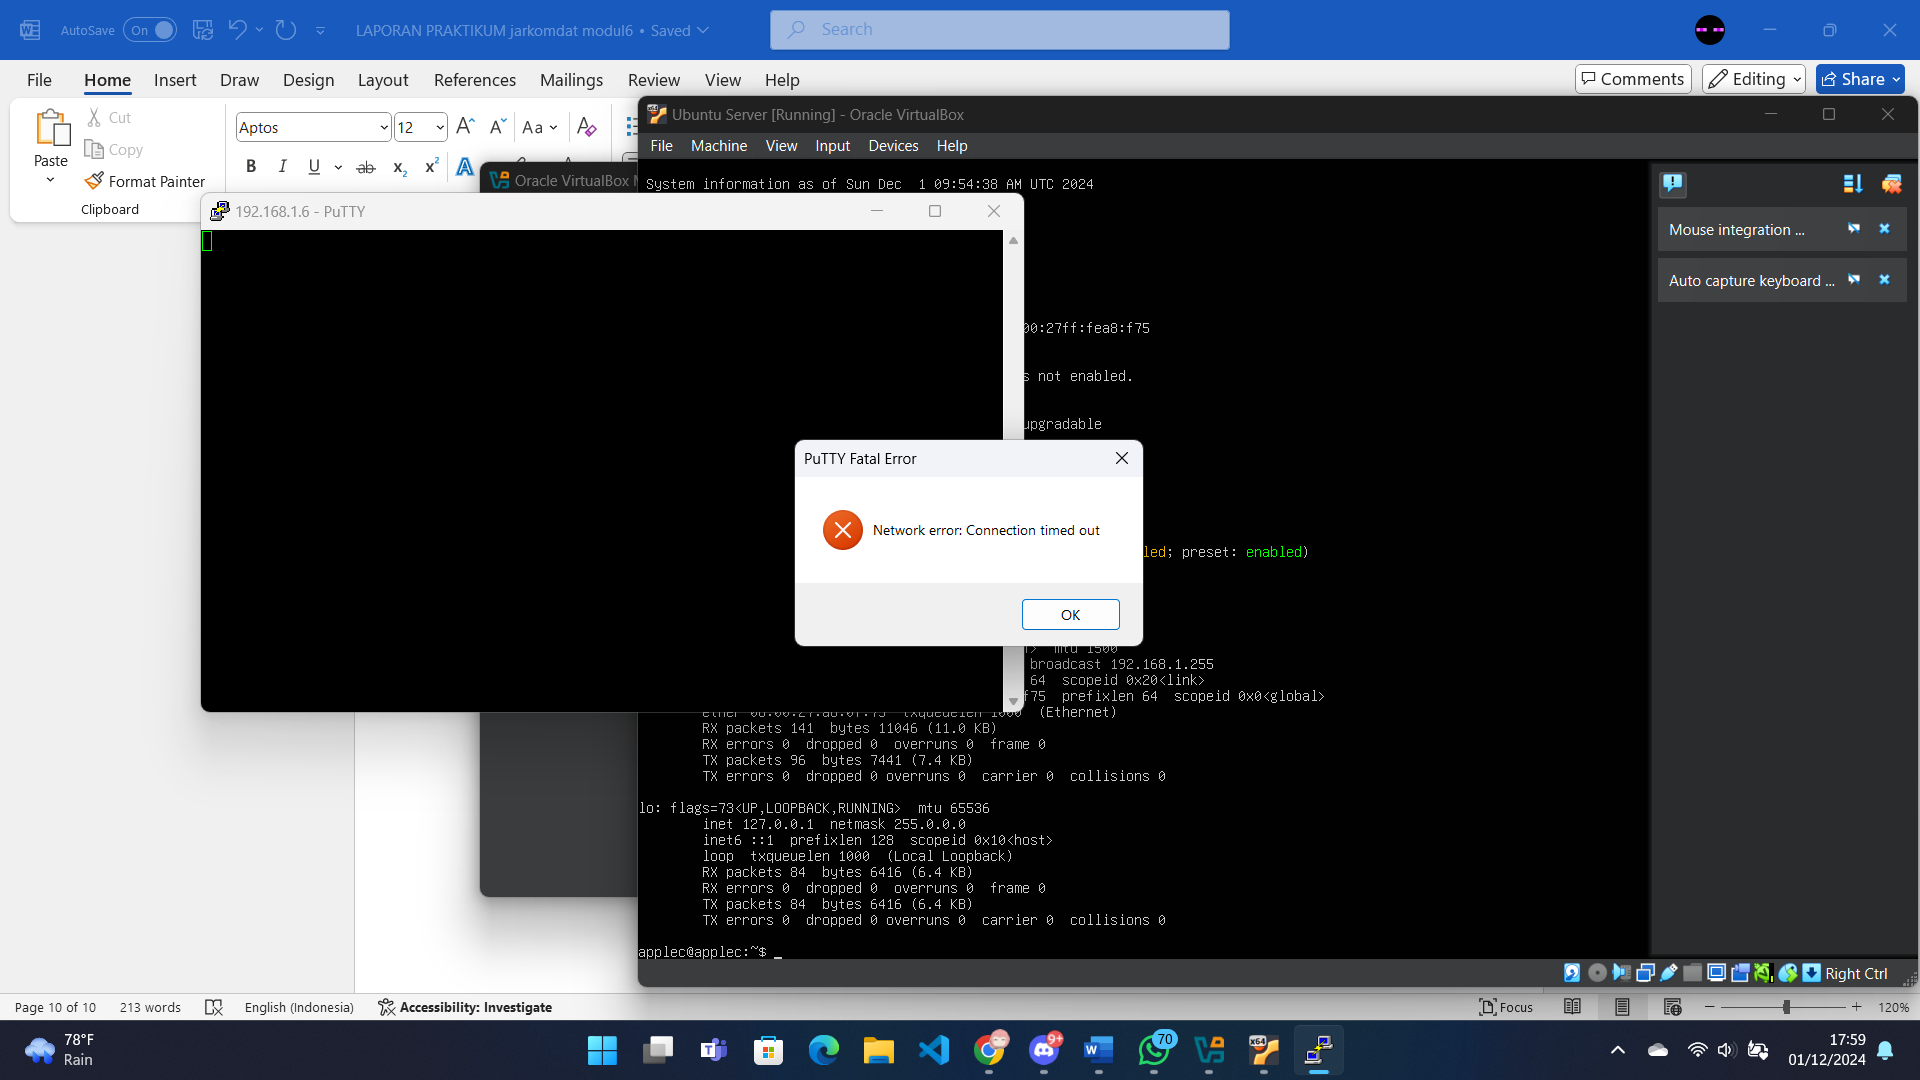 AutoSave
On
LAPORAN PRAKTIKUM jarkomdat modul6 • Saved
Search
File
Home
Insert
Draw
Design
Layout
References
Mailings
Review
View
Help
Comments
Editing
Share
Paste
Cut
Copy
Format Painter
Clipboard
Aptos
12
Aa
B
I
U
ab
Oracle VirtualBox
192.168.1.6 - PuTTY
Ubuntu Server [Running] - Oracle VirtualBox
File
Machine
View
Input
Devices
Help
System information as of Sun Dec  1 09:54:38 AM UTC 2024
00:27ff:fea8:f75
s not enabled.
upgradable
led; preset: enabled)
mtu 1500
broadcast 192.168.1.255
64  scopeid 0x20<link>
f75  prefixlen 64  scopeid 0x0<global>
ether 08:00:27:a8:0f:75  txqueuelen 1000  (Ethernet)
RX packets 141  bytes 11046 (11.0 KB)
RX errors 0  dropped 0  overruns 0  frame 0
TX packets 96  bytes 7441 (7.4 KB)
TX errors 0  dropped 0 overruns 0  carrier 0  collisions 0
lo: flags=73<UP,LOOPBACK,RUNNING>  mtu 65536
inet 127.0.0.1  netmask 255.0.0.0
inet6 ::1  prefixlen 128  scopeid 0x10<host>
loop  txqueuelen 1000  (Local Loopback)
RX packets 84  bytes 6416 (6.4 KB)
RX errors 0  dropped 0  overruns 0  frame 0
TX packets 84  bytes 6416 (6.4 KB)
TX errors 0  dropped 0 overruns 0  carrier 0  collisions 0
applec@applec:~$ _
Mouse integration ...
Auto capture keyboard ...
PuTTY Fatal Error
Network error: Connection timed out
OK
Right Ctrl
Page 10 of 10
213 words
English (Indonesia)
Accessibility: Investigate
Focus
120%
78°F
Rain
9+
70
17:59
01/12/2024